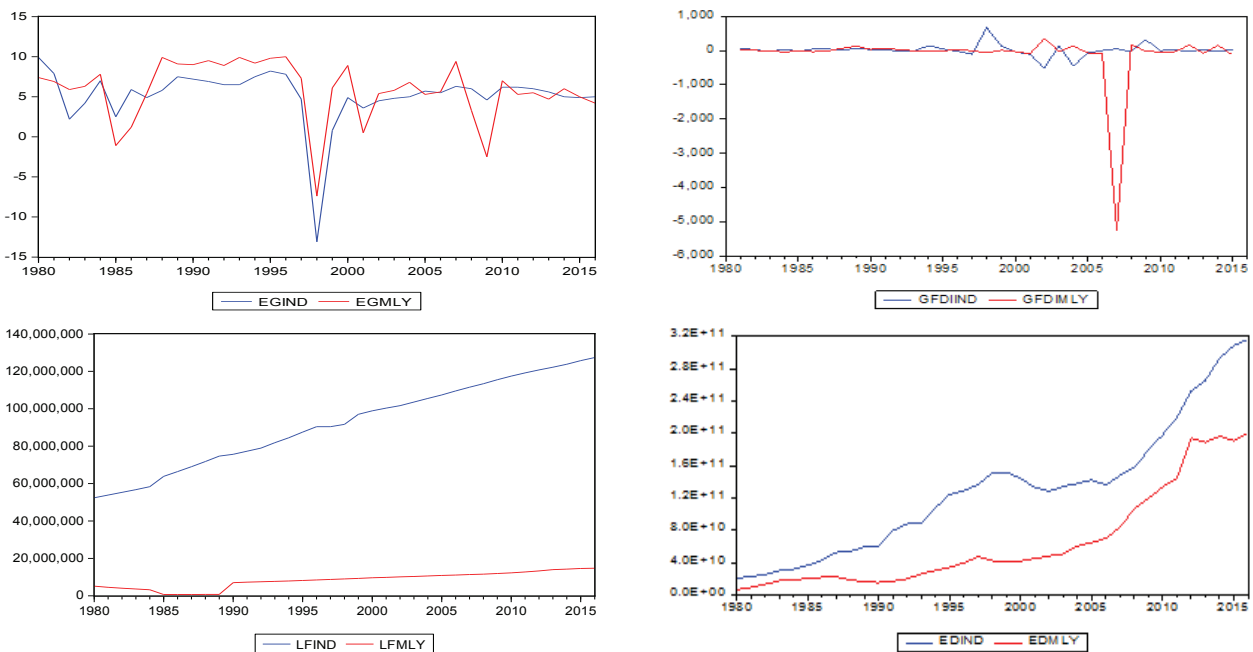 15
10
5
0
-5
-10
-15
1980 1985 1990 1995 2000 2005 2010 2015
EGIND EGMLY
1,000
0
-1,000
-2,000
-3,000
-4,000
-5,000
-6,000
1980 1985 1990 1995 2000 2005 2010 2015
GFDIIND GFDIMLY
140,000,000
120,000,000
100,000,000
80,000,000
60,000,000
40,000,000
20,000,000
0
1980 1985 1990 1995 2000 2005 2010 2015
LFIND LFMLY
3.2E+11
2.8E+11
2.4E+11
2.0E+11
1.6E+11
1.2E+11
8.0E+10
4.0E+10
0.0E+00
1980 1985 1990 1995 2000 2005 2010 2015
EDIND EDMLY